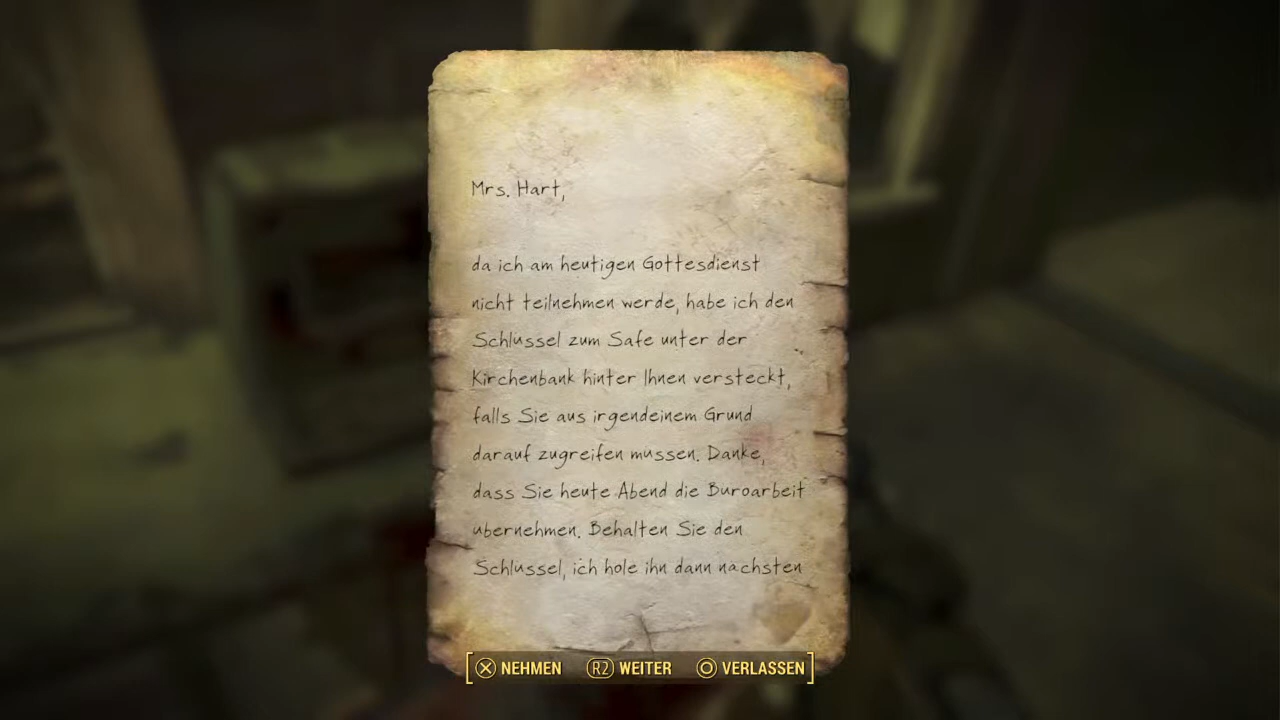 Mrs. Hart,
da ich am heutigen Gottesdienst
nicht teilnehmen werde, habe ich den
Schlussel zum Safe unter der
Kirchenbank hinter Ihnen versteckt,
falls Sie aus irgendeinem Grund
darauf zugreifen mussen. Danke,
dass Sie heute Abend die Buroarbeit
ubernehmen. Behalten Sie den
Schlussel, ich hole ihn dann nachsten
NEHMEN R2 WEITER VERLASSEN